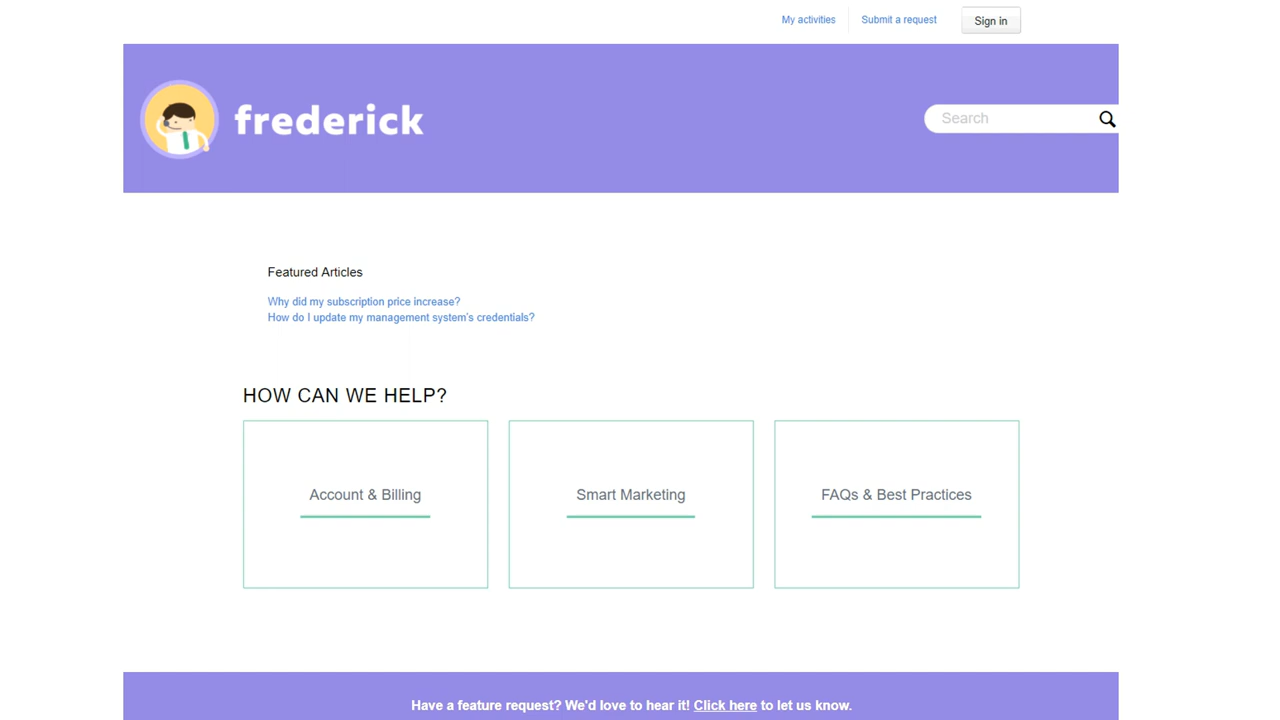 My activities
Submit a request
Sign in
frederick
Search
Featured Articles
Why did my subscription price increase?
How do I update my management system's credentials?
HOW CAN WE HELP?
Account & Billing
Smart Marketing
FAQs & Best Practices
Have a feature request? We'd love to hear it! Click here to let us know.